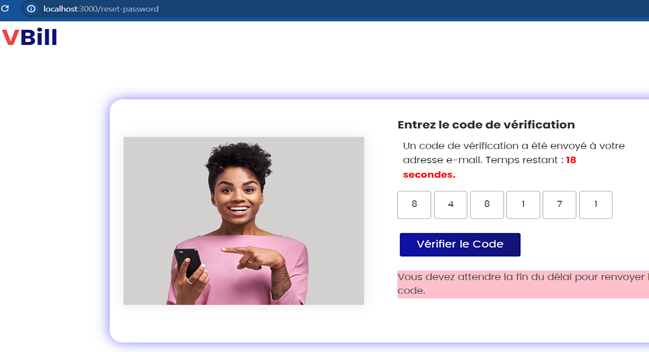 localhost:3000/reset-password
VBill
Entrez le code de vérification
Un code de vérification a été envoyé à votre
adresse e-mail. Temps restant : 18
secondes.
8 4 8 1 7 1
Vérifier le Code
Vous devez attendre la fin du délai pour renvoyer
code.